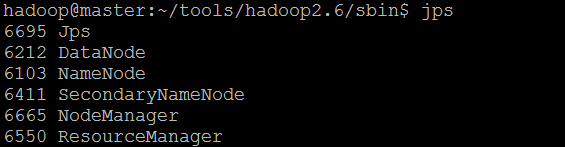 hadoop@master:~/tools/hadoop2.6/sbin$ jps
6695 Jps
6212 DataNode
6103 NameNode
6411 SecondaryNameNode
6665 NodeManager
6550 ResourceManager